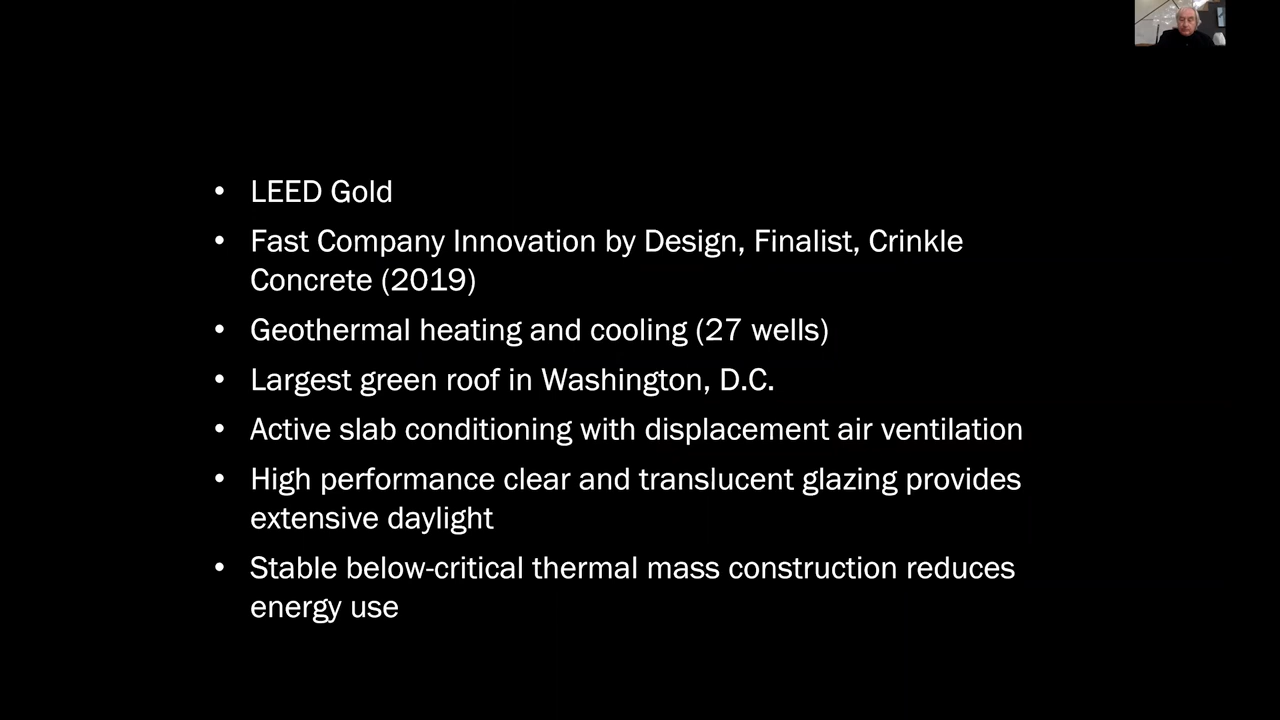 • LEED Gold
• Fast Company Innovation by Design, Finalist, Crinkle
Concrete (2019)
• Geothermal heating and cooling (27 wells)
• Largest green roof in Washington, D.C.
• Active slab conditioning with displacement air ventilation
• High performance clear and translucent glazing provides
extensive daylight
• Stable below-critical thermal mass construction reduces
energy use